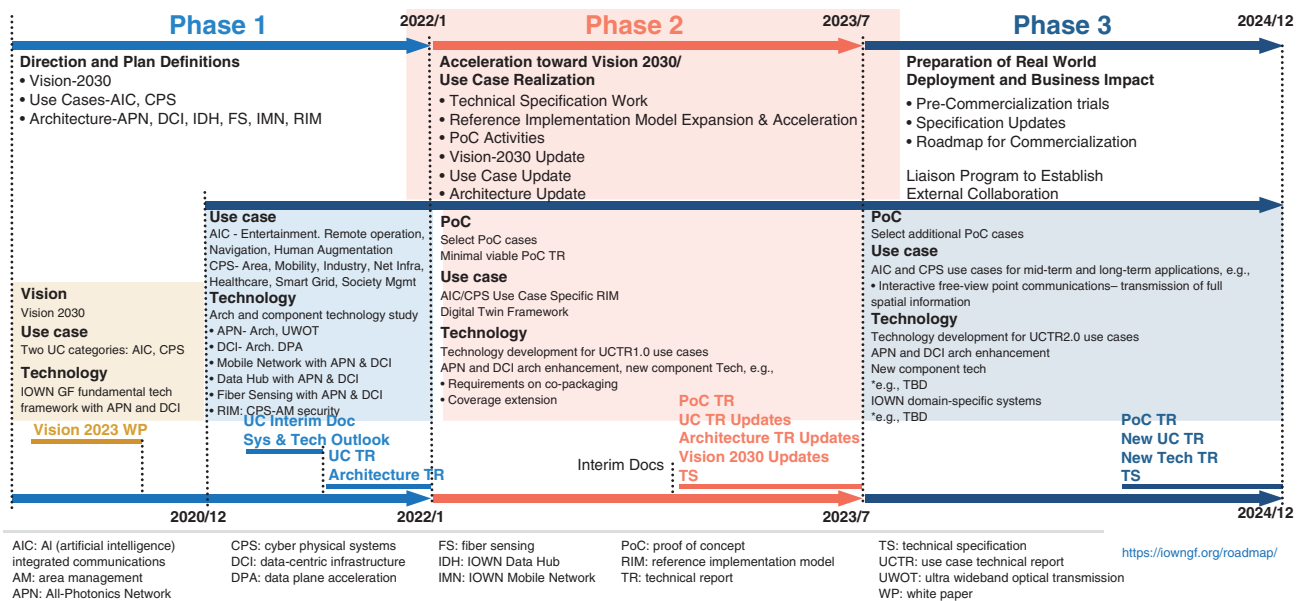 Phase 1
2022/1
Phase 2
2023/7
Phase 3
2024/12
Direction and Plan Definitions
• Vision-2030
• Use Cases-AIC, CPS
• Architecture-APN, DCI, IDH, FS, IMN, RIM
Acceleration toward Vision 2030/
Use Case Realization
• Technical Specification Work
• Reference Implementation Model Expansion & Acceleration
• PoC Activities
• Vision-2030 Update
• Use Case Update
• Architecture Update
Preparation of Real World
Deployment and Business Impact
• Pre-Commercialization trials
• Specification Updates
• Roadmap for Commercialization
Liaison Program to Establish
External Collaboration
Vision
Vision 2030
Use case
Two UC categories: AIC, CPS
Technology
IOWN GF fundamental tech
framework with APN and DCI
Vision 2023 WP
Use case
AIC - Entertainment. Remote operation,
Navigation, Human Augmentation
CPS- Area, Mobility, Industry, Net Infra,
Healthcare, Smart Grid, Society Mgmt
Technology
Arch and component technology study
• APN- Arch, UWOT
• DCI- Arch. DPA
• Mobile Network with APN & DCI
• Data Hub with APN & DCI
• Fiber Sensing with APN & DCI
• RIM: CPS-AM security
UC Interim Doc
Sys & Tech Outlook
UC TR
Architecture TR
PoC
Select PoC cases
Minimal viable PoC TR
Use case
AIC/CPS Use Case Specific RIM
Digital Twin Framework
Technology
Technology development for UCTR1.0 use cases
APN and DCI arch enhancement, new component Tech, e.g.,
• Requirements on co-packaging
• Coverage extension
Interim Docs
PoC TR
UC TR Updates
Architecture TR Updates
Vision 2030 Updates
TS
PoC
Select additional PoC cases
Use case
AIC and CPS use cases for mid-term and long-term applications, e.g.,
• Interactive free-view point communications– transmission of full
spatial information
Technology
Technology development for UCTR2.0 use cases
APN and DCI arch enhancement
New component tech
*e.g., TBD
IOWN domain-specific systems
*e.g., TBD
PoC TR
New UC TR
New Tech TR
TS
2020/12
2022/1
2023/7
2024/12
AIC: AI (artificial intelligence)
integrated communications
AM: area management
APN: All-Photonics Network
CPS: cyber physical systems
DCI: data-centric infrastructure
DPA: data plane acceleration
FS: fiber sensing
IDH: IOWN Data Hub
IMN: IOWN Mobile Network
PoC: proof of concept
RIM: reference implementation model
TR: technical report
TS: technical specification
UCTR: use case technical report
UWOT: ultra wideband optical transmission
WP: white paper
https://iowngf.org/roadmap/